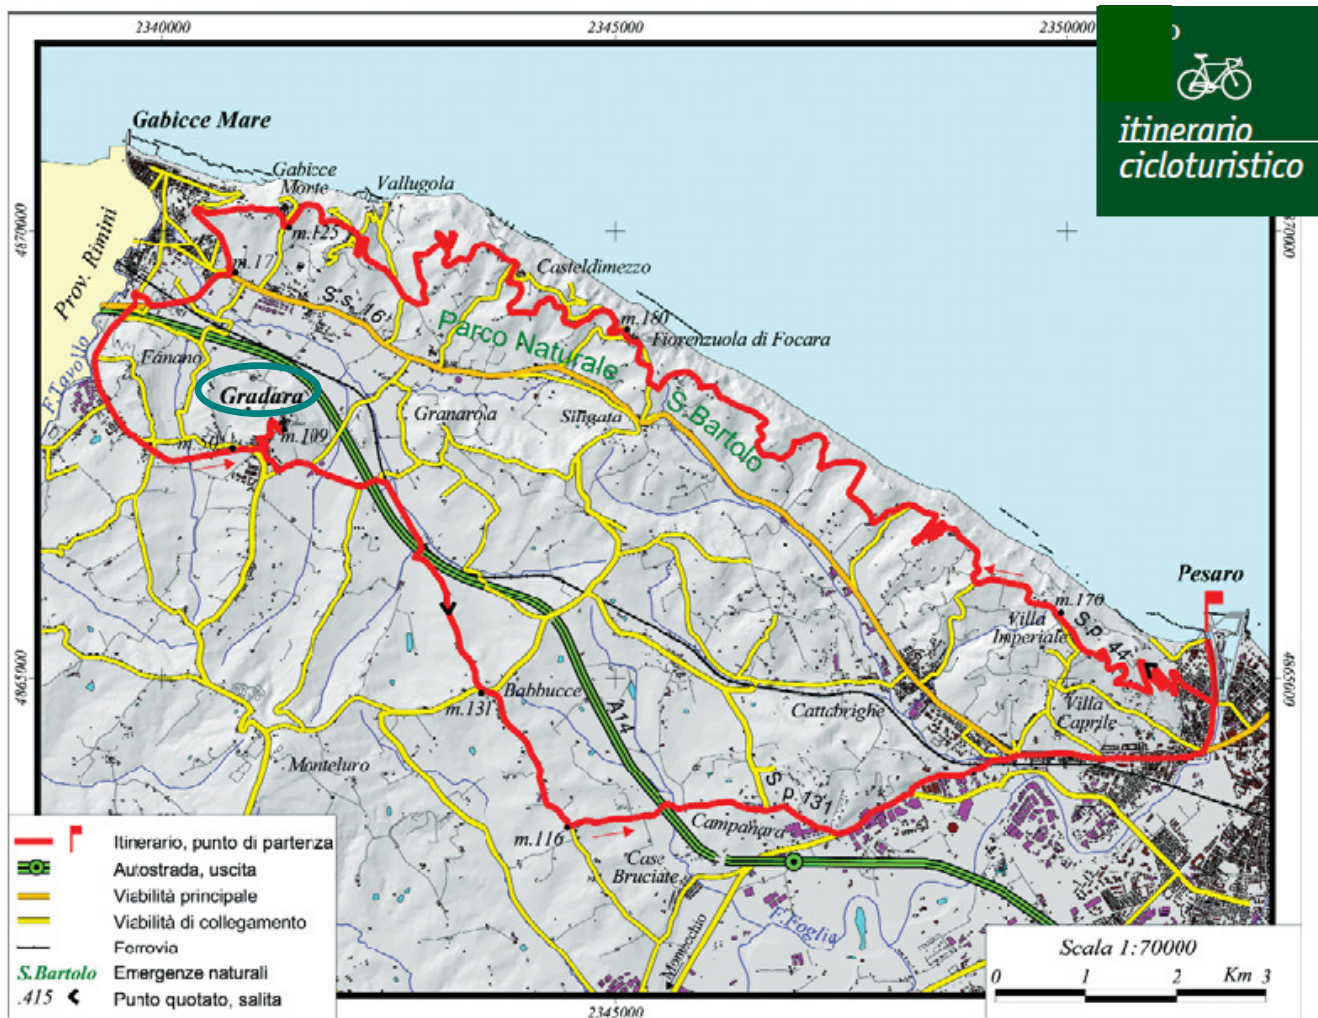 2340000
2345000
2350000
itinerario
cicloturistico
Gabicce Mare
Gabicce
Monte
Vallugola
4870000
m.125
Prov. Rimini
m.17
Casteldimezzo
S.s. 16
Parco Naturale
m.180
Fiorenzuola di Focara
F. Tavollo
Fanano
Gradara
Granarola
Siligata
S.Bartolo
m.109
Pesaro
m.170
Villa
Imperiale
S.p. 44
4865000
Babbucce
m.131
A14
Cattabrighe
Villa
Caprile
Monteluro
S.p.131
Campanara
m.116
Case
Bruciate
Montecchio
F.Foglia
Itinerario, punto di partenza
Autostrada, uscita
Viabilità principale
Viabilità di collegamento
Ferrovia
S.Bartolo Emergenze naturali
.415 Punto quotato, salita
Scala 1:70000
0 1 2 Km 3
2345000